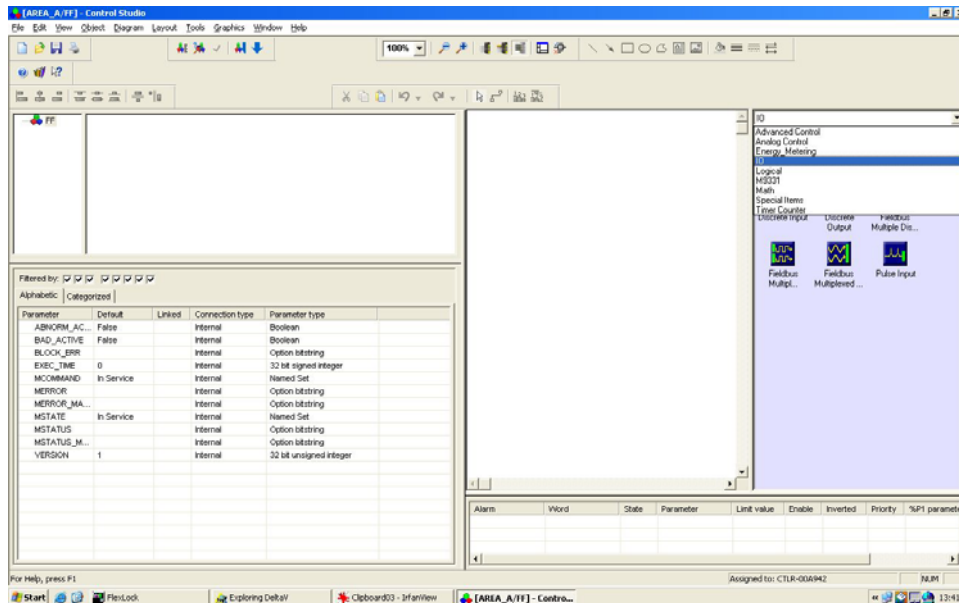 [AREA_A/FF] - Control Studio
File Edit View Object Diagram Layout Tools Graphics Window Help
100%
FF
IO
Advanced Control
Analog Control
Energy_Metering
IO
Logical
M9331
Math
Special Items
Timer Counter
Discrete Input Discrete Output Fieldbus Multiple Dis...
Fieldbus Multipl... Fieldbus Multiplexed ... Pulse Input
Filtered by:
Alphabetic Categorized
Parameter Default Linked Connection type Parameter type
ABNORM_AC... False Internal Boolean
BAD_ACTIVE False Internal Boolean
BLOCK_ERR Internal Option bitstring
EXEC_TIME 0 Internal 32 bit signed integer
MCOMMAND In Service Internal Named Set
MERROR Internal Option bitstring
MERROR_MA... Internal Option bitstring
MSTATE In Service Internal Named Set
MSTATUS Internal Option bitstring
MSTATUS_M... Internal Option bitstring
VERSION 1 Internal 32 bit unsigned integer
Alarm Word State Parameter Limit value Enable Inverted Priority %P1 paramete
For Help, press F1
Assigned to: CTLR-00A942 NUM
Start FlexLock Exploring DeltaV Clipboard03 - IrfanView [AREA_A/FF] - Contro... 13:41